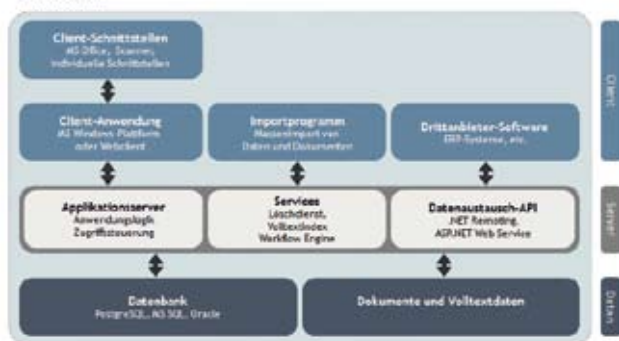 Client-Schnittstellen
MS Office, Scanner,
individuelle Schnittstellen
Client-Anwendung
MS Windows Plattform
oder Webclient
Importprogramm
Massenimport von
Daten und Dokumenten
Drittanbieter-Software
ERP-Systeme, etc.
Client
Applikationsserver
Anwendungslogik
Zugriffssteuerung
Services
Löschdienst,
Volltextindex
Workflow Engine
Datenaustausch-API
.NET Remoting,
ASP.NET Web Service
Server
Datenbank
PostgreSQL, MS SQL, Oracle
Dokumente und Volltextdaten
Daten